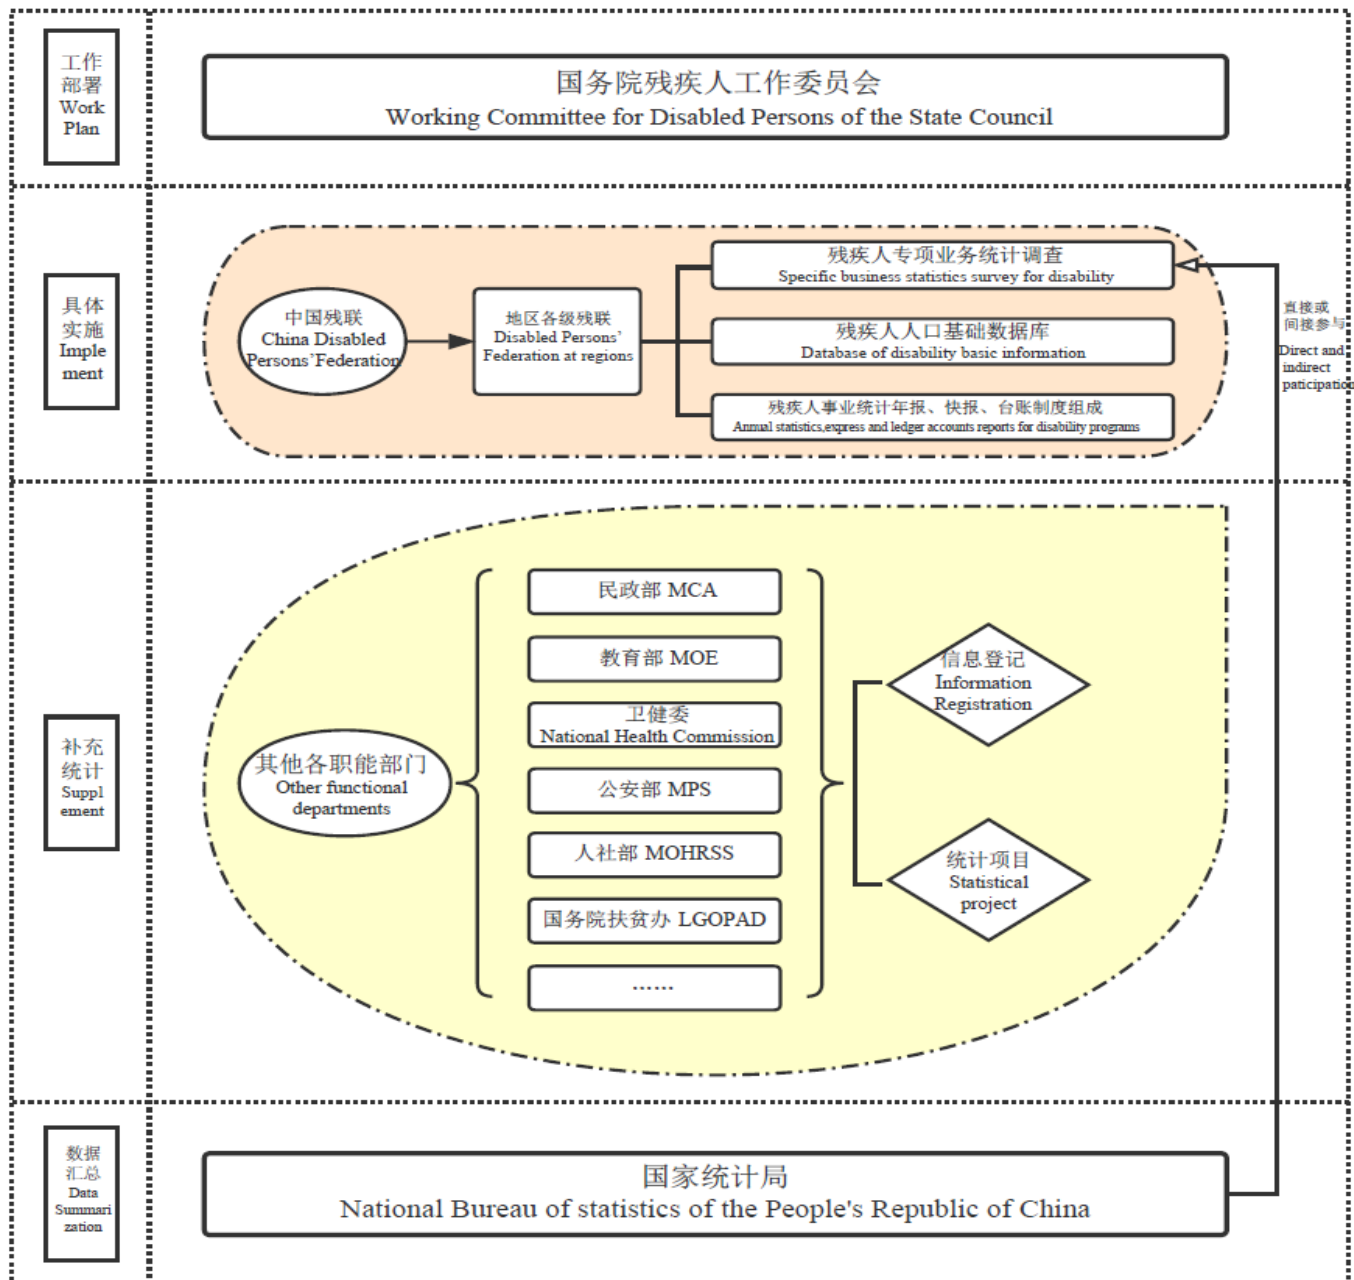 工作
部署
Work
Plan
国务院残疾人工作委员会
Working Committee for Disabled Persons of the State Council
具体
实施
Imple
ment
中国残联
China Disabled
Persons'Federation
地区各级残联
Disabled Persons'
Federation at regions
残疾人专项业务统计调查
Specific business statistics survey for disability
残疾人人口基础数据库
Database of disability basic information
残疾人事业统计年报、快报、台账制度组成
Annual statistics,express and ledger accounts reports for disability programs
直接或
间接参与
Direct and
indirect
paticipation
补充
统计
Suppl
ement
其他各职能部门
Other functional
departments
民政部 MCA
教育部 MOE
卫健委
National Health Commission
公安部 MPS
人社部 MOHRSS
国务院扶贫办 LGOPAD
……
信息登记
Information
Registration
统计项目
Statistical
project
数据
汇总
Data
Summari
zation
国家统计局
National Bureau of statistics of the People's Republic of China